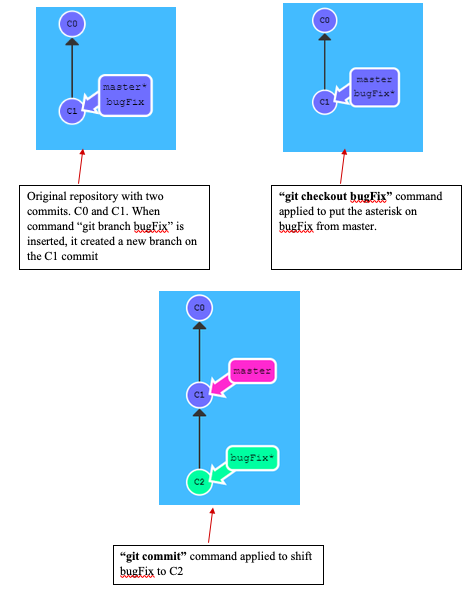 C0
master*
bugFix
C1
C0
master
bugFix*
C1
Original repository with two
commits. C0 and C1. When
command “git branch bugFix” is
inserted, it created a new branch on
the C1 commit
“git checkout bugFix” command
applied to put the asterisk on
bugFix from master.
C0
master
C1
bugFix*
C2
“git commit” command applied to shift
bugFix to C2